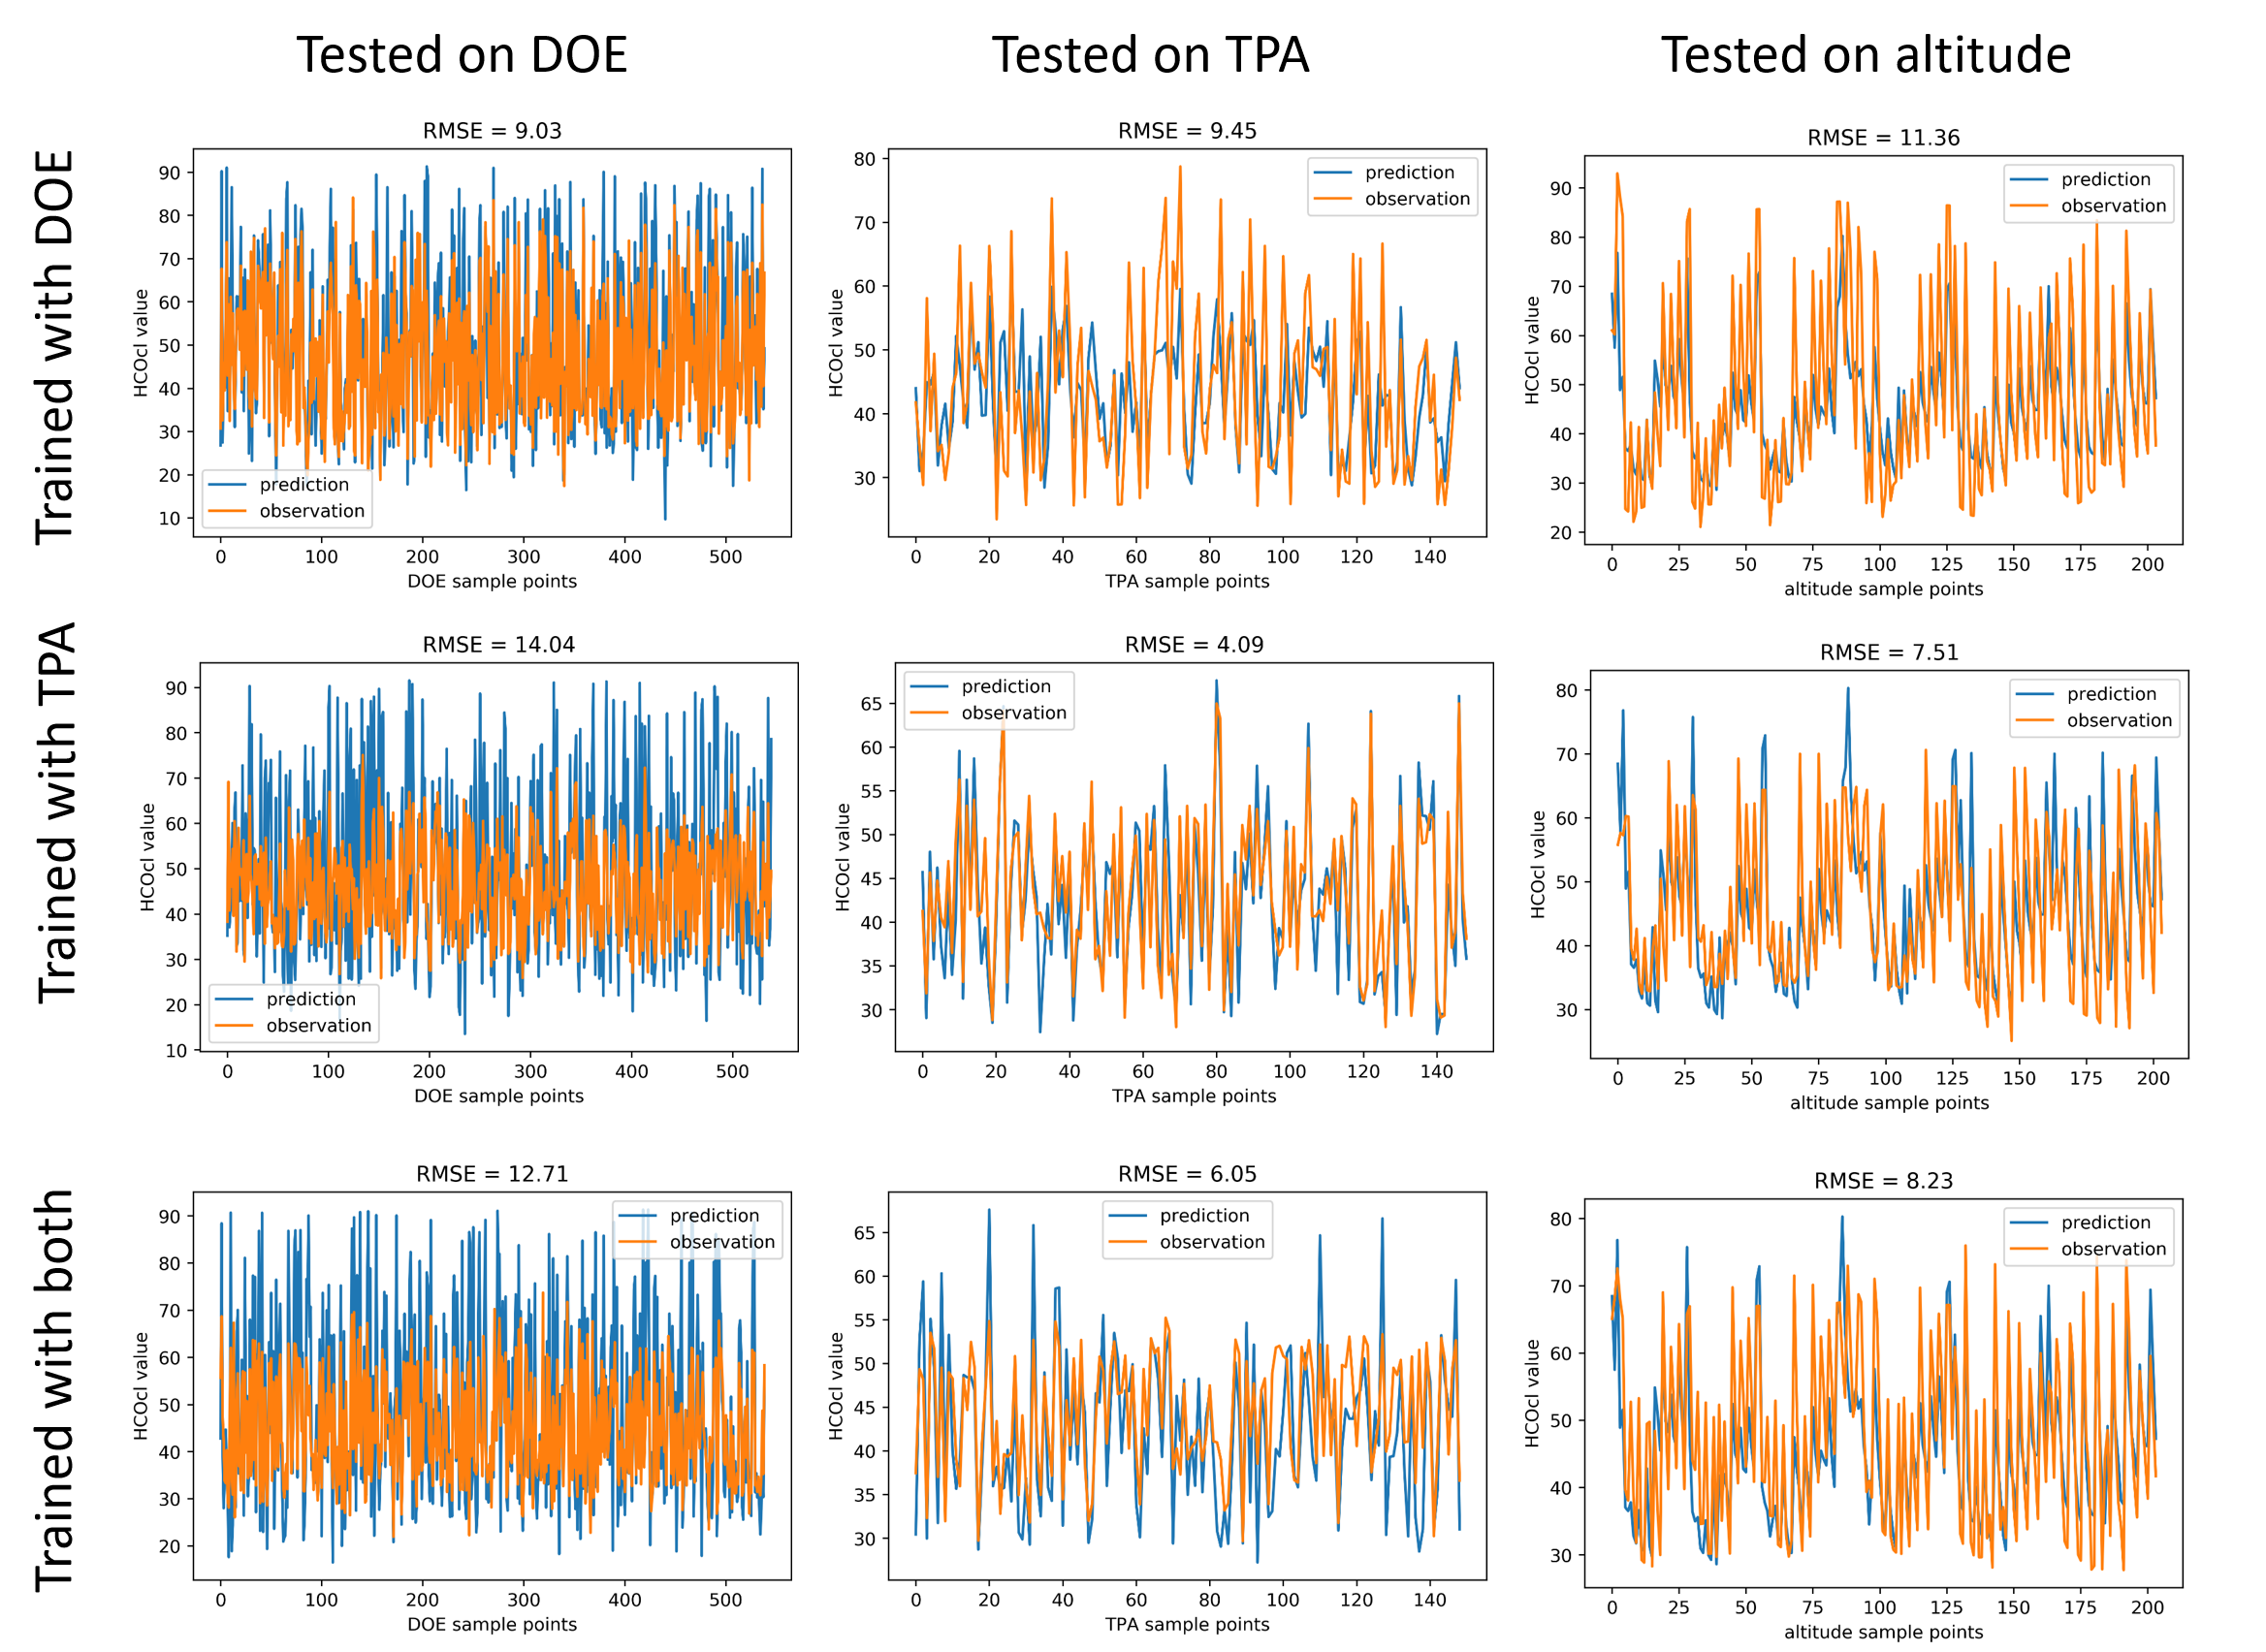 Tested on DOE
Tested on TPA
Tested on altitude
Trained with DOE
RMSE = 9.03
HCOcl value
90
80
70
60
50
40
30
20
10
prediction
observation
0 100 200 300 400 500
DOE sample points
RMSE = 9.45
HCOcl value
80
70
60
50
40
30
prediction
observation
0 20 40 60 80 100 120 140
TPA sample points
RMSE = 11.36
HCOcl value
90
80
70
60
50
40
30
20
prediction
observation
0 25 50 75 100 125 150 175 200
altitude sample points
Trained with TPA
RMSE = 14.04
HCOcl value
90
80
70
60
50
40
30
20
10
prediction
observation
0 100 200 300 400 500
DOE sample points
RMSE = 4.09
HCOcl value
65
60
55
50
45
40
35
30
prediction
observation
0 20 40 60 80 100 120 140
TPA sample points
RMSE = 7.51
HCOcl value
80
70
60
50
40
30
prediction
observation
0 25 50 75 100 125 150 175 200
altitude sample points
Trained with both
RMSE = 12.71
HCOcl value
90
80
70
60
50
40
30
20
prediction
observation
0 100 200 300 400 500
DOE sample points
RMSE = 6.05
HCOcl value
65
60
55
50
45
40
35
30
prediction
observation
0 20 40 60 80 100 120 140
TPA sample points
RMSE = 8.23
HCOcl value
80
70
60
50
40
30
prediction
observation
0 25 50 75 100 125 150 175 200
altitude sample points